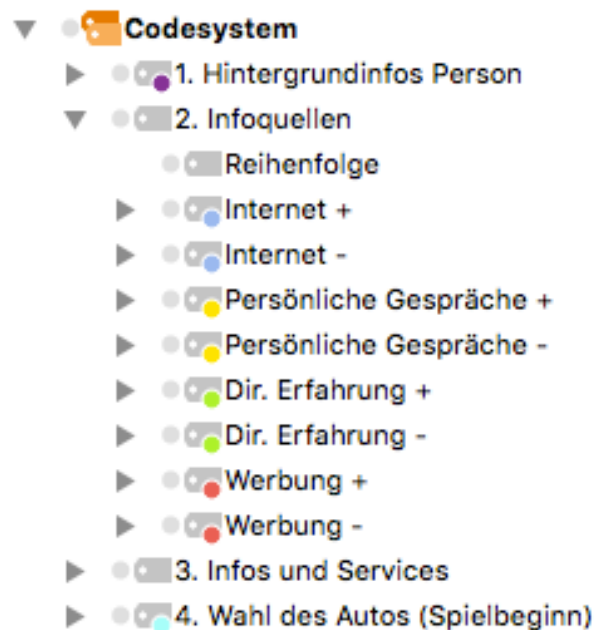 Codesystem
1. Hintergrundinfos Person
2. Infoquellen
Reihenfolge
Internet +
Internet -
Persönliche Gespräche +
Persönliche Gespräche -
Dir. Erfahrung +
Dir. Erfahrung -
Werbung +
Werbung -
3. Infos und Services
4. Wahl des Autos (Spielbeginn)